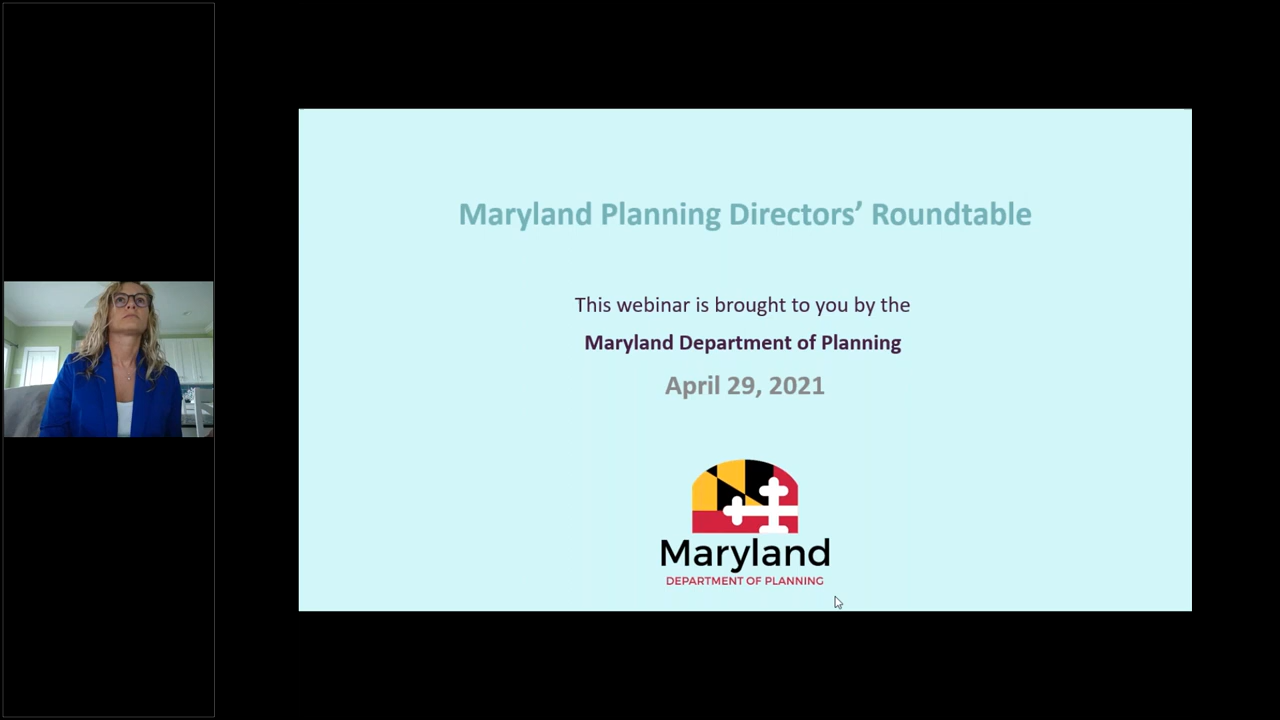 Maryland Planning Directors’ Roundtable
This webinar is brought to you by the
Maryland Department of Planning
April 29, 2021
Maryland
DEPARTMENT OF PLANNING